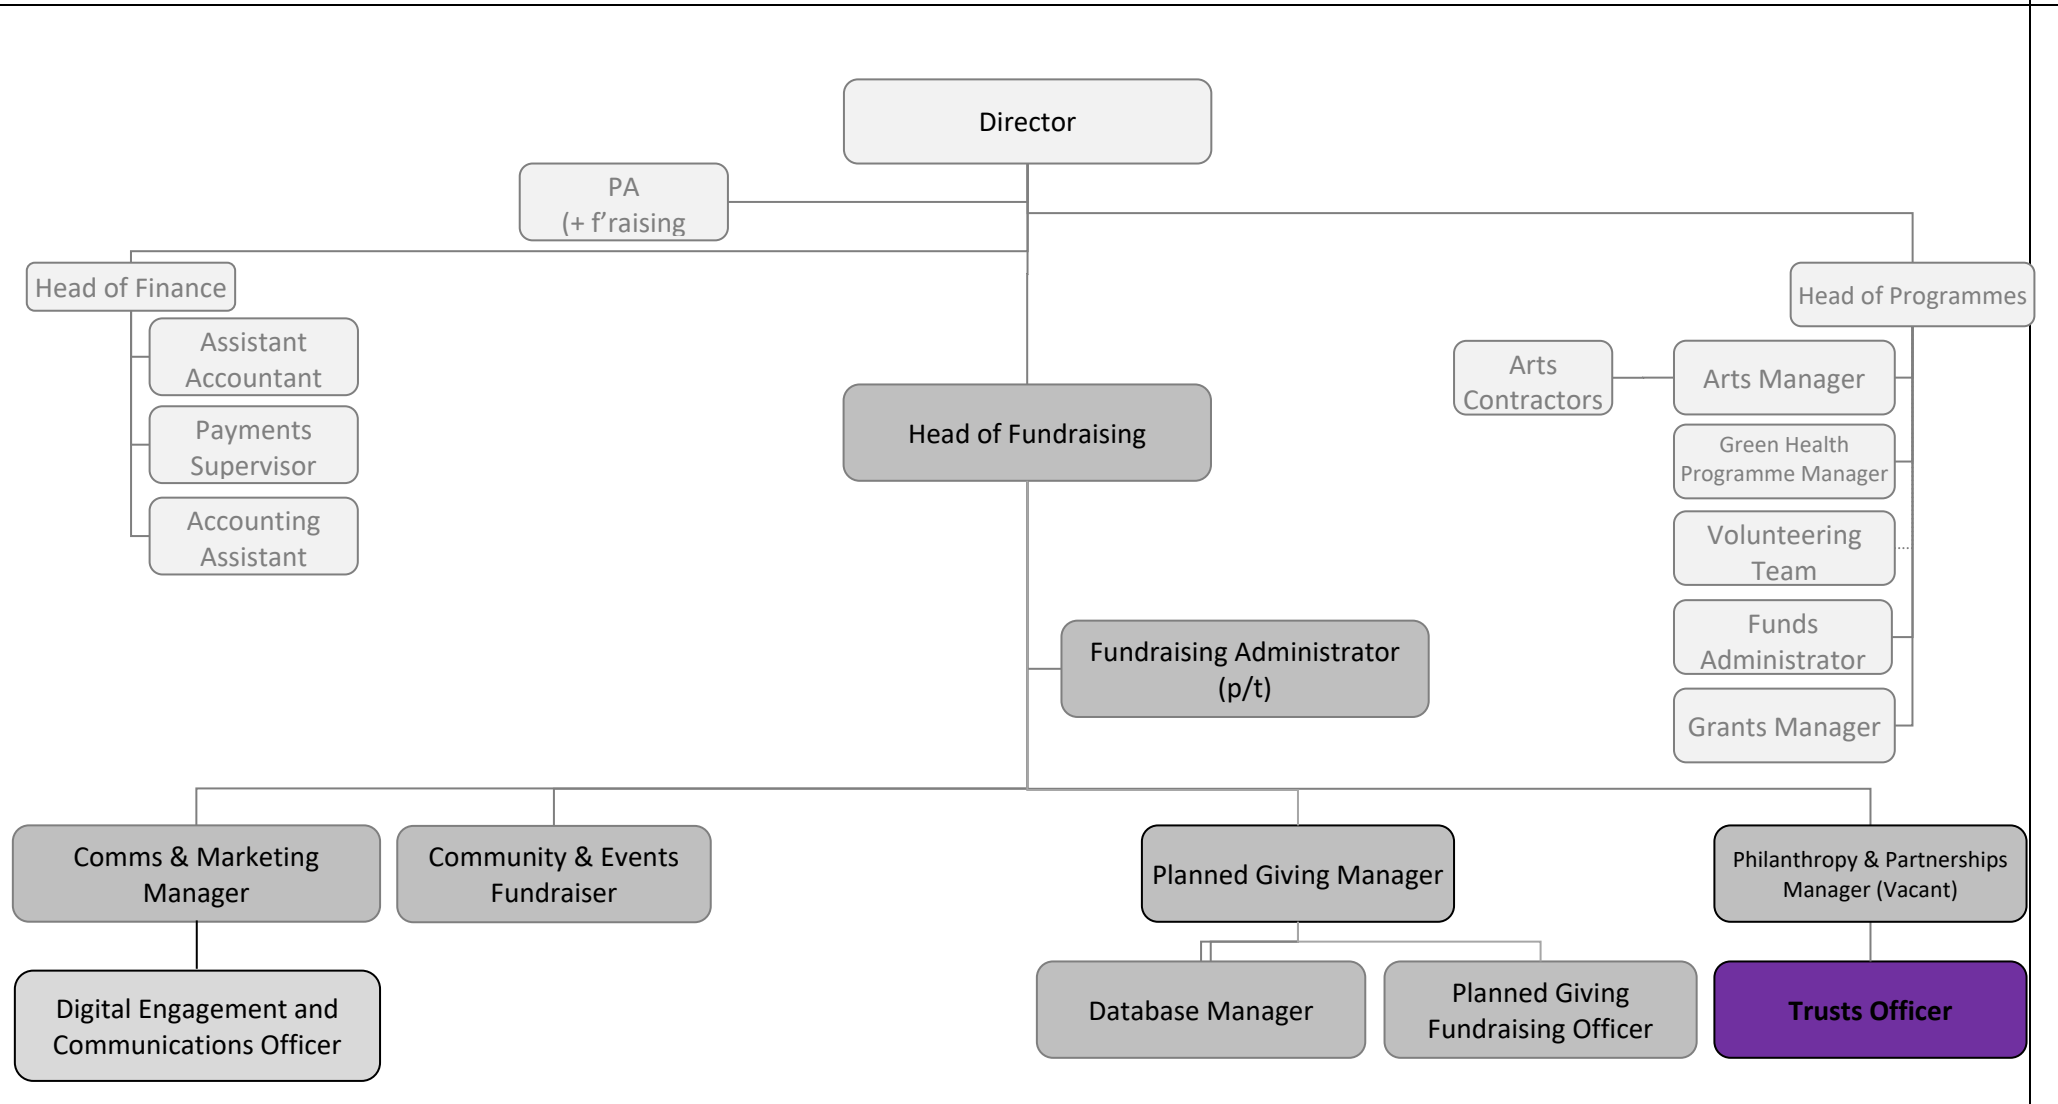 Director
PA
(+ f’raising
Head of Finance
Assistant
Accountant
Payments
Supervisor
Accounting
Assistant
Head of Programmes
Arts
Contractors
Arts Manager
Green Health
Programme Manager
Volunteering
Team
Funds
Administrator
Grants Manager
Head of Fundraising
Fundraising Administrator
(p/t)
Comms & Marketing
Manager
Community & Events
Fundraiser
Planned Giving Manager
Philanthropy & Partnerships
Manager (Vacant)
Digital Engagement and
Communications Officer
Database Manager
Planned Giving
Fundraising Officer
Trusts Officer